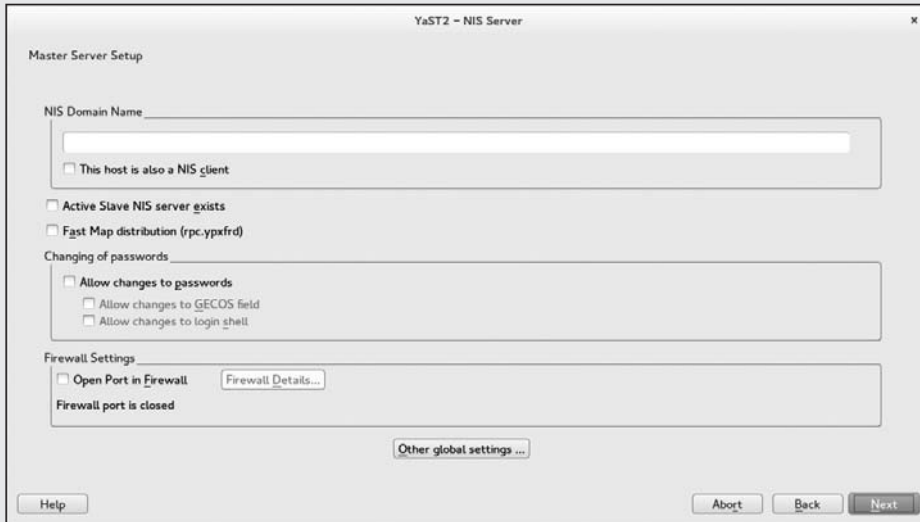 YaST2 – NIS Server
×
Master Server Setup
NIS Domain Name
This host is also a NIS client
Active Slave NIS server exists
Fast Map distribution (rpc.ypxfrd)
Changing of passwords
Allow changes to passwords
Allow changes to GECOS field
Allow changes to login shell
Firewall Settings
Open Port in Firewall Firewall Details...
Firewall port is closed
Other global settings ...
Help Abort Back Next